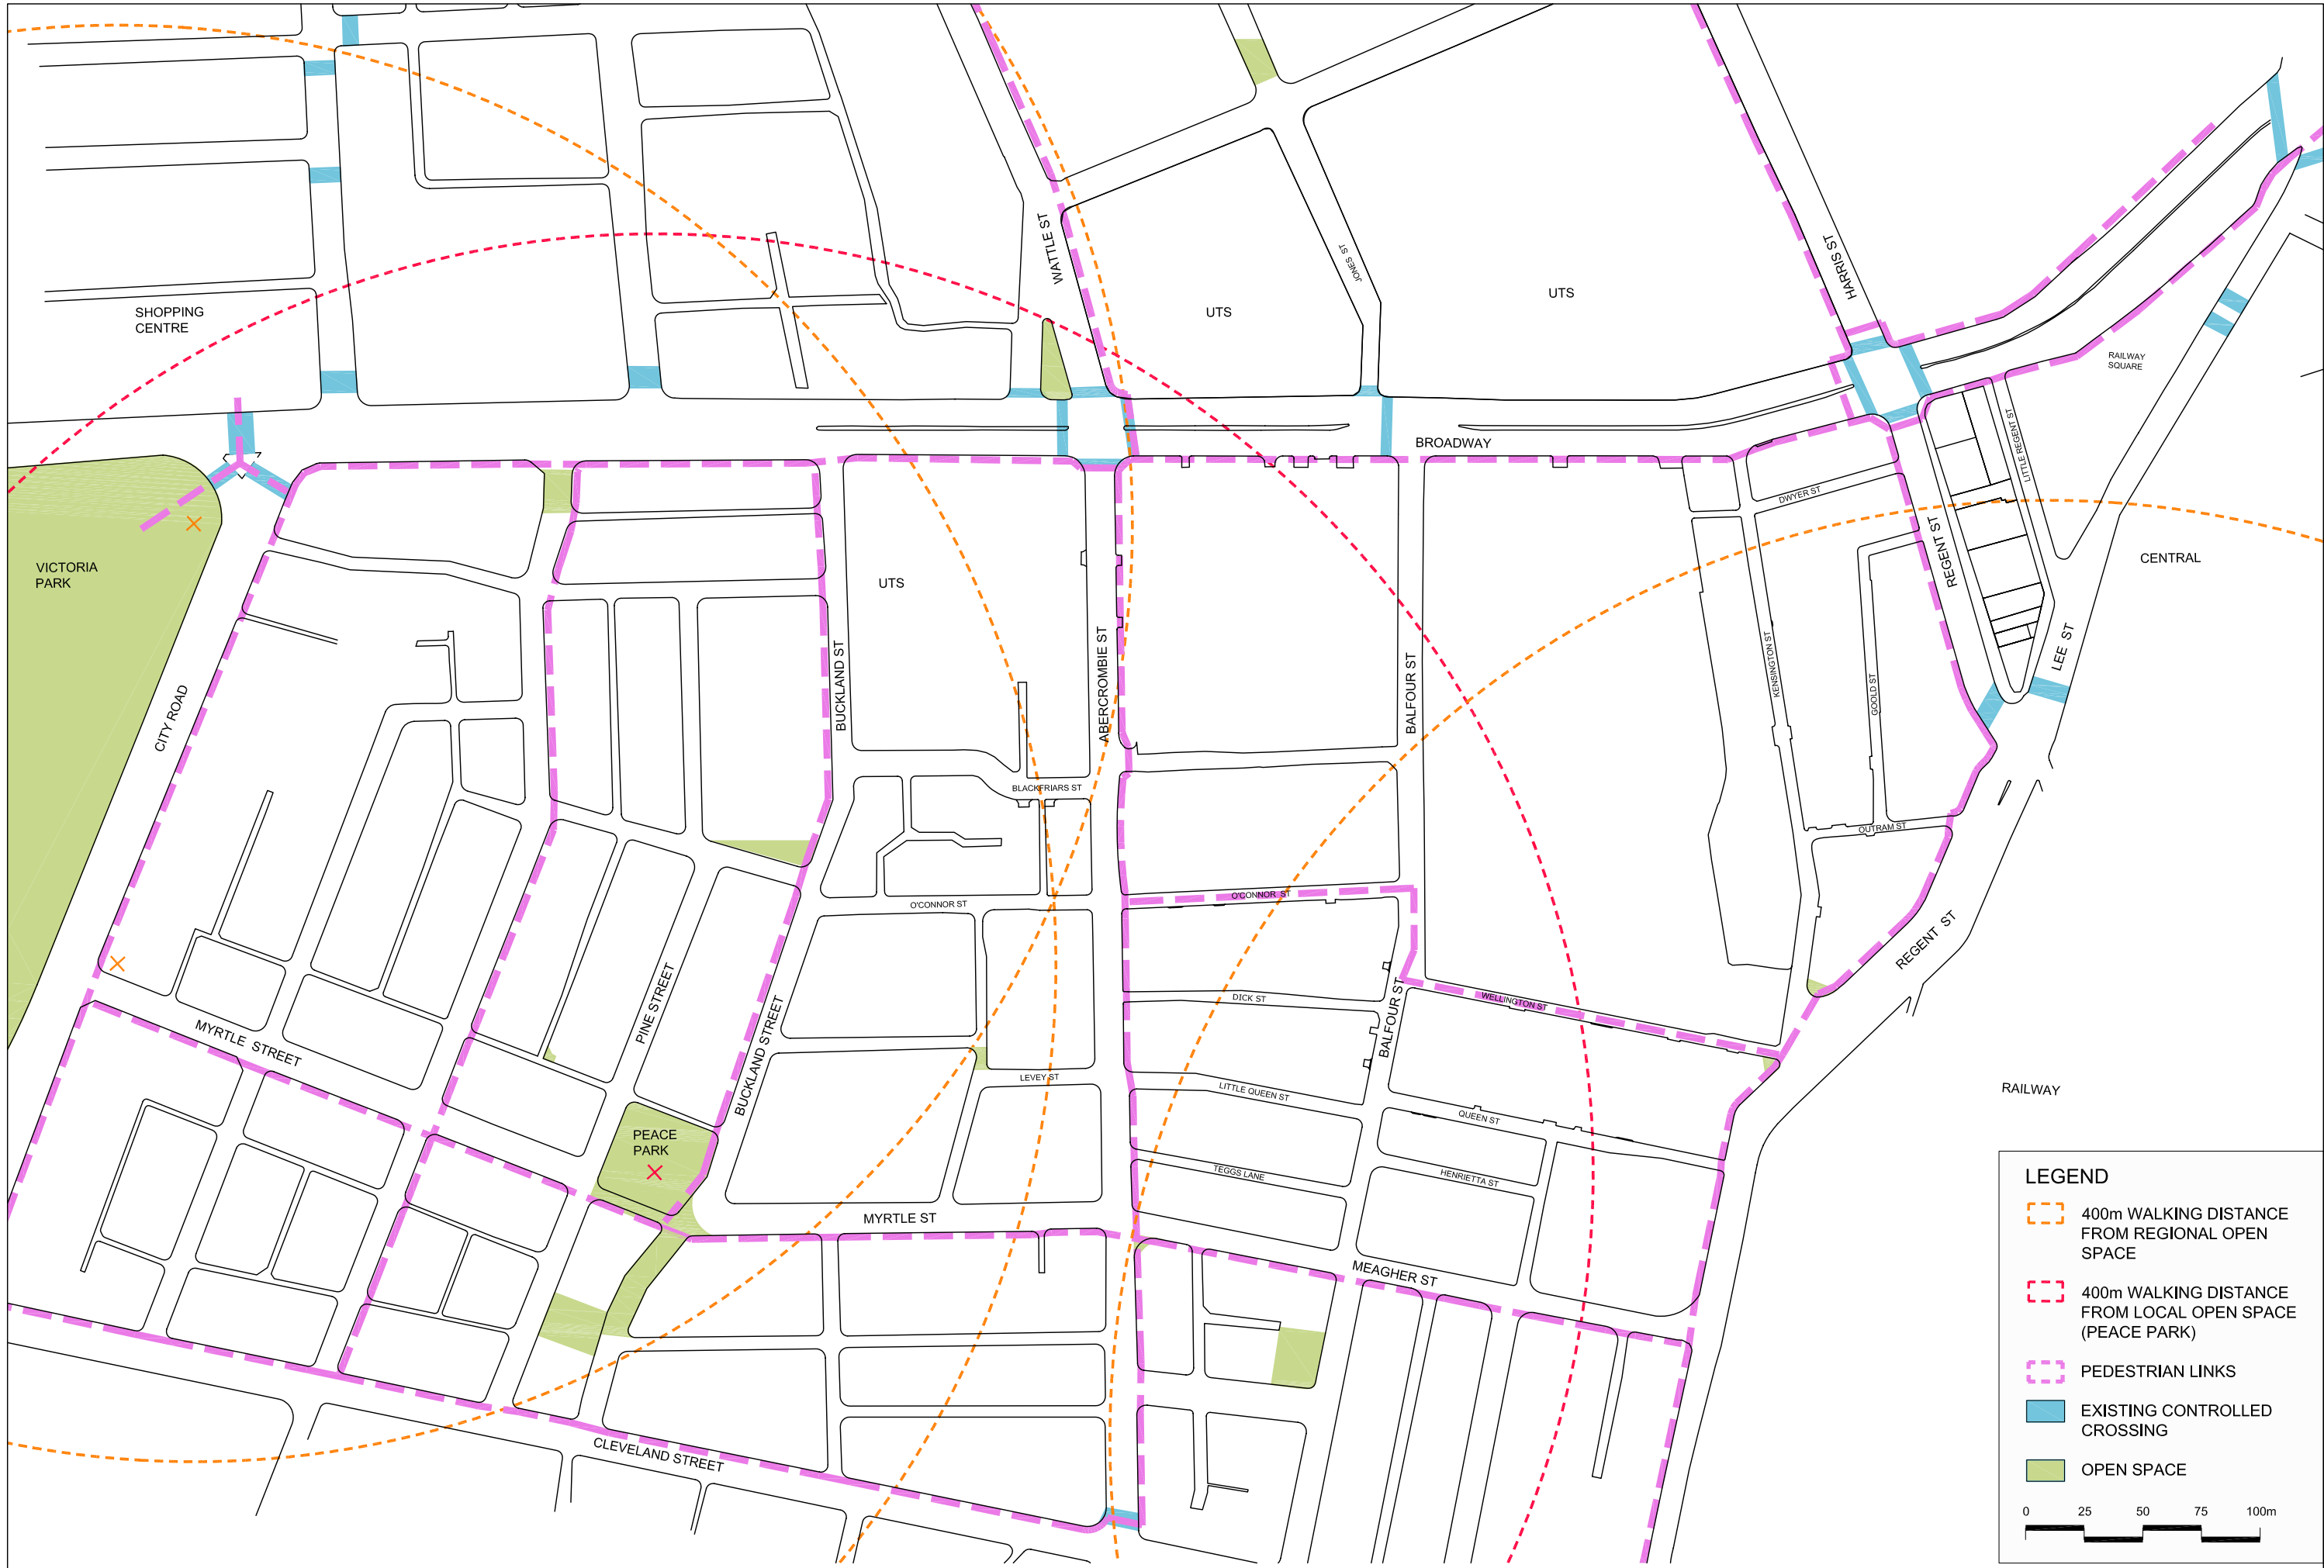 SHOPPING
CENTRE
WATTLE ST
JONES ST
UTS
UTS
HARRIS ST
RAILWAY
SQUARE
BROADWAY
LITTLE REGENT ST
DWYER ST
REGENT ST
CENTRAL
VICTORIA
PARK
UTS
CITY ROAD
BUCKLAND ST
ABERCROMBIE ST
BALFOUR ST
KENSINGTON ST
GOOLD ST
LEE ST
BLACKFRIARS ST
OUTRAM ST
O'CONNOR ST
O'CONNOR ST
REGENT ST
PINE STREET
BUCKLAND STREET
DICK ST
BALFOUR ST
WELLINGTON ST
MYRTLE STREET
LEVEY ST
LITTLE QUEEN ST
QUEEN ST
RAILWAY
PEACE
PARK
TEGGS LANE
HENRIETTA ST
MYRTLE ST
MEAGHER ST
CLEVELAND STREET
LEGEND
400m WALKING DISTANCE
FROM REGIONAL OPEN
SPACE
400m WALKING DISTANCE
FROM LOCAL OPEN SPACE
(PEACE PARK)
PEDESTRIAN LINKS
EXISTING CONTROLLED
CROSSING
OPEN SPACE
0 25 50 75 100m